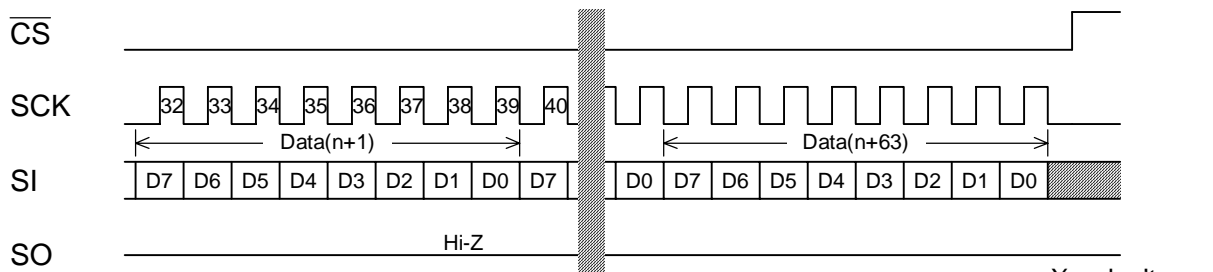 CS
SCK
32 33 34 35 36 37 38 39 40
Data(n+1) Data(n+63)
SI
D7 D6 D5 D4 D3 D2 D1 D0 D7 D0 D7 D6 D5 D4 D3 D2 D1 D0
Hi-Z
SO